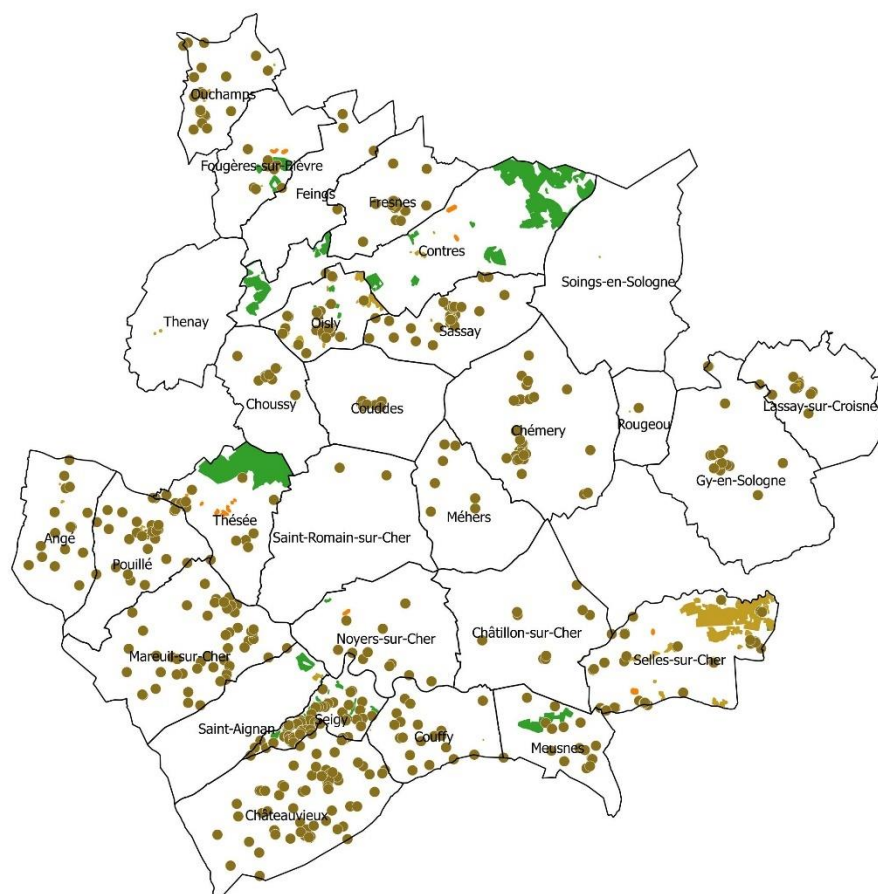 Ouchamps
Fougères-sur-Bièvre
Feings
Fresnes
Contres
Soings-en-Sologne
Thenay
Oisly
Sassay
Choussy
Couddes
Chémery
Rougeou
Lassay-sur-Croisne
Gy-en-Sologne
Thésée
Angé
Pouillé
Saint-Romain-sur-Cher
Méhers
Mareuil-sur-Cher
Noyers-sur-Cher
Châtillon-sur-Cher
Selles-sur-Cher
Saint-Aignan
Seigy
Couffy
Meusnes
Châteauvieux